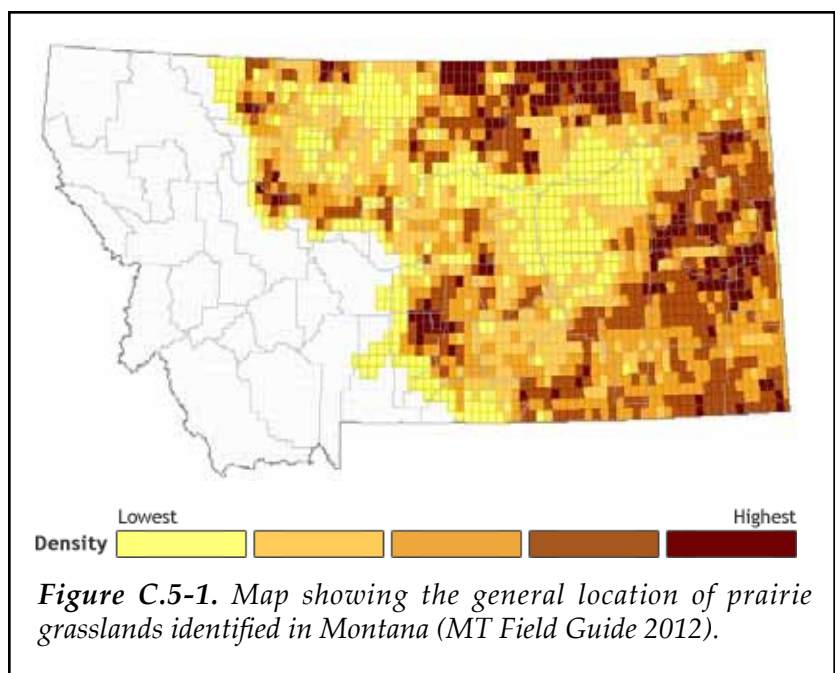 Lowest Highest
Density
Figure C.5-1. Map showing the general location of prairie
grasslands identified in Montana (MT Field Guide 2012).